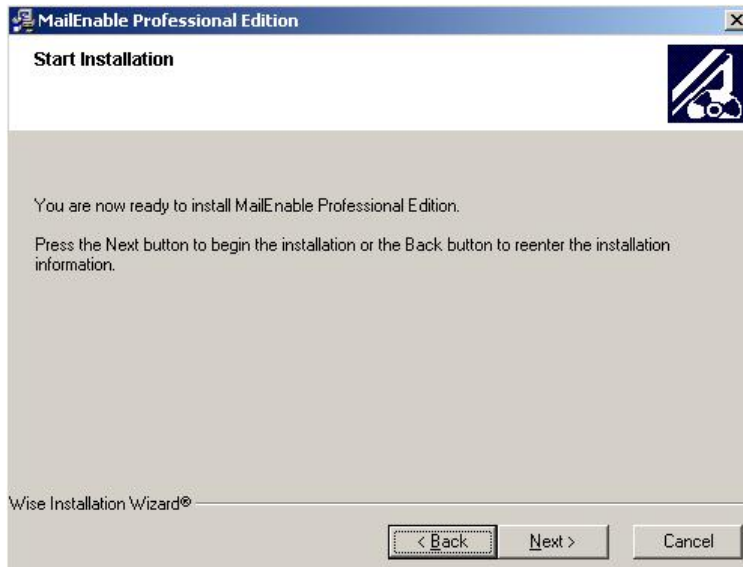 MailEnable Professional Edition
Start Installation
You are now ready to install MailEnable Professional Edition.
Press the Next button to begin the installation or the Back button to reenter the installation
information.
Wise Installation Wizard®
< Back
Next >
Cancel